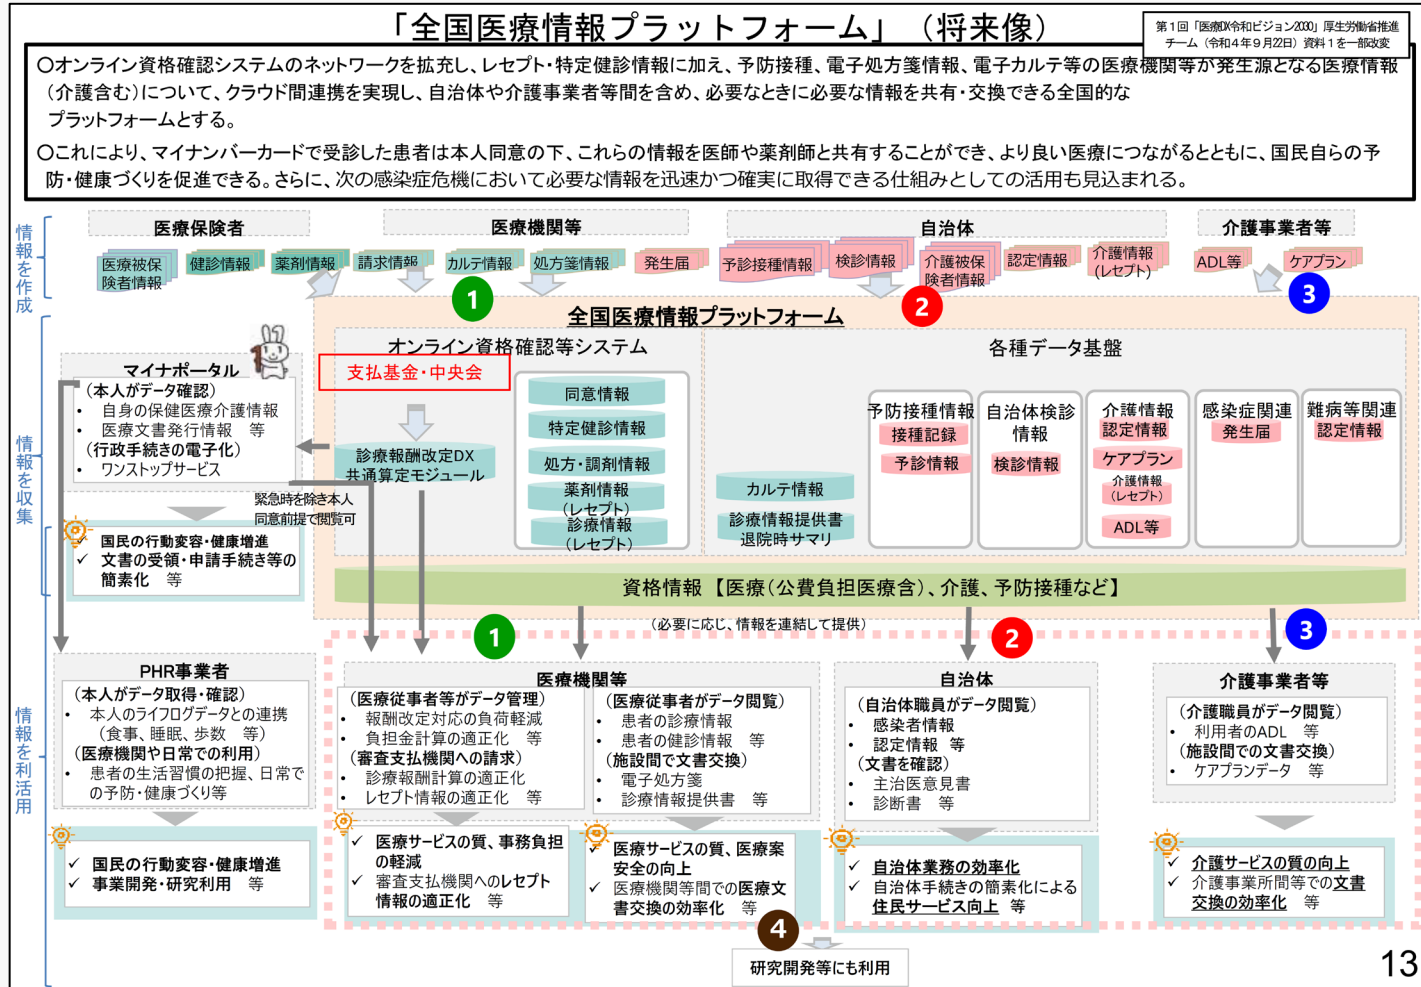 「全国医療情報プラットフォーム」（将来像）
第１回「医療DX令和ビジョン2030」厚生労働省推進
チーム（令和４年９月22日）資料１を一部改変
〇オンライン資格確認システムのネットワークを拡充し、レセプト・特定健診情報に加え、予防接種、電子処方箋情報、電子カルテ等の医療機関等が発生源となる医療情報
（介護含む）について、クラウド間連携を実現し、自治体や介護事業者等間を含め、必要なときに必要な情報を共有・交換できる全国的な
プラットフォームとする。
〇これにより、マイナンバーカードで受診した患者は本人同意の下、これらの情報を医師や薬剤師と共有することができ、より良い医療につながるとともに、国民自らの予
防・健康づくりを促進できる。さらに、次の感染症危機において必要な情報を迅速かつ確実に取得できる仕組みとしての活用も見込まれる。
情報を作成
医療保険者
医療機関等
自治体
介護事業者等
医療被保
険者情報
健診情報
薬剤情報
請求情報
カルテ情報
処方箋情報
発生届
予診接種情報
検診情報
介護被保
険者情報
認定情報
介護情報
（レセプト）
ADL等
ケアプラン
1
2
3
情報を収集
全国医療情報プラットフォーム
オンライン資格確認等システム
各種データ基盤
支払基金・中央会
診療報酬改定DX
共通算定モジュール
同意情報
特定健診情報
処方・調剤情報
薬剤情報
（レセプト）
診療情報
（レセプト）
カルテ情報
診療情報提供書
退院時サマリ
予防接種情報
接種記録
予診情報
自治体検診
情報
検診情報
介護情報
認定情報
ケアプラン
介護情報
（レセプト）
ADL等
感染症関連
発生届
難病等関連
認定情報
マイナポータル
（本人がデータ確認）
・ 自身の保健医療介護情報
・ 医療文書発行情報 等
（行政手続きの電子化）
・ ワンストップサービス
緊急時を除き本人
同意前提で閲覧可
✓ 国民の行動変容・健康増進
✓ 文書の受領・申請手続き等の
簡素化 等
資格情報【医療（公費負担医療含）、介護、予防接種など】
（必要に応じ、情報を連結して提供）
1
2
3
情報を利活用
PHR事業者
（本人がデータ取得・確認）
・ 本人のライフログデータとの連携
（食事、睡眠、歩数 等）
（医療機関や日常での利用）
・ 患者の生活習慣の把握、日常で
の予防・健康づくり等
✓ 国民の行動変容・健康増進
✓ 事業開発・研究利用 等
医療機関等
（医療従事者等がデータ管理）
・ 報酬改定対応の負荷軽減
・ 負担金計算の適正化 等
（審査支払機関への請求）
・ 診療報酬計算の適正化
・ レセプト情報の適正化 等
（医療従事者がデータ閲覧）
・ 患者の診療情報
・ 患者の健診情報 等
（施設間で文書交換）
・ 電子処方箋
・ 診療情報提供書 等
✓ 医療サービスの質、事務負担
の軽減
✓ 審査支払機関へのレセプト
情報の適正化 等
✓ 医療サービスの質、医療案
安全の向上
✓ 医療機関等間での医療文
書交換の効率化 等
自治体
（自治体職員がデータ閲覧）
・ 感染者情報
・ 認定情報 等
（文書を確認）
・ 主治医意見書
・ 診断書 等
✓ 自治体業務の効率化
✓ 自治体手続きの簡素化による
住民サービス向上 等
介護事業者等
（介護職員がデータ閲覧）
・ 利用者のADL 等
（施設間での文書交換）
・ ケアプランデータ 等
✓ 介護サービスの質の向上
✓ 介護事業所間等での文書
交換の効率化 等
4
研究開発等にも利用
13